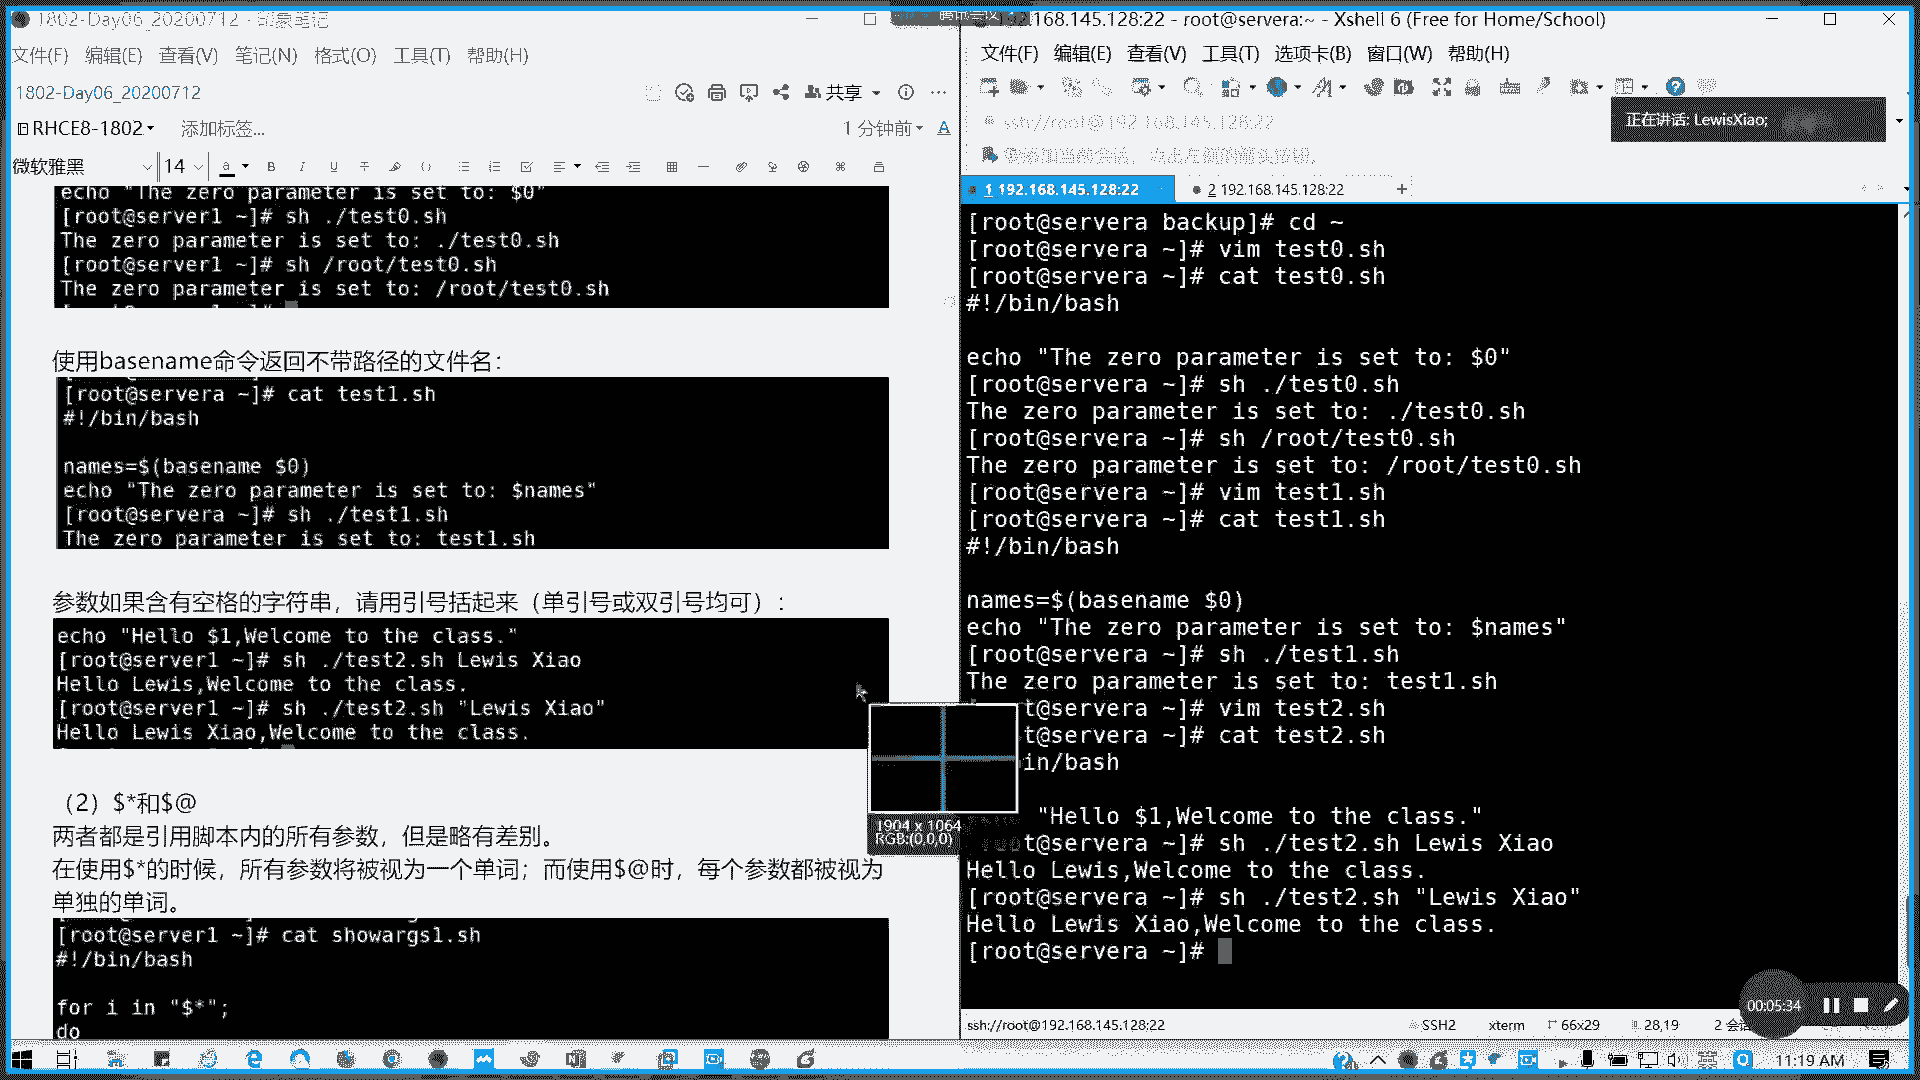 1802-Day06_20200712 - 印象笔记
文件(F) 编辑(E) 查看(V) 笔记(N) 格式(O) 工具(T) 帮助(H)
1802-Day06_20200712
共享
RHCE8-1802 添加标签...
1 分钟前
微软雅黑 14
echo "The zero parameter is set to: $0"
[root@server1 ~]# sh ./test0.sh
The zero parameter is set to: ./test0.sh
[root@server1 ~]# sh /root/test0.sh
The zero parameter is set to: /root/test0.sh
使用basename命令返回不带路径的文件名：
[root@servera ~]# cat test1.sh
#!/bin/bash
names=$(basename $0)
echo "The zero parameter is set to: $names"
[root@servera ~]# sh ./test1.sh
The zero parameter is set to: test1.sh
参数如果含有空格的字符串，请用引号括起来（单引号或双引号均可）：
echo "Hello $1,Welcome to the class."
[root@server1 ~]# sh ./test2.sh Lewis Xiao
Hello Lewis,Welcome to the class.
[root@server1 ~]# sh ./test2.sh "Lewis Xiao"
Hello Lewis Xiao,Welcome to the class.
（2）$*和$@
两者都是引用脚本内的所有参数，但是略有差别。
在使用$*的时候，所有参数将被视为一个单词；而使用$@时，每个参数都被视为
单独的单词。
[root@server1 ~]# cat showargs1.sh
#!/bin/bash
for i in "$*";
do
腾讯会议
192.168.145.128:22 - root@servera:~ - Xshell 6 (Free for Home/School)
文件(F) 编辑(E) 查看(V) 工具(T) 选项卡(B) 窗口(W) 帮助(H)
ssh://root@192.168.145.128:22
正在讲话: LewisXiao;
1 192.168.145.128:22
2 192.168.145.128:22 +
[root@servera backup]# cd ~
[root@servera ~]# vim test0.sh
[root@servera ~]# cat test0.sh
#!/bin/bash
echo "The zero parameter is set to: $0"
[root@servera ~]# sh ./test0.sh
The zero parameter is set to: ./test0.sh
[root@servera ~]# sh /root/test0.sh
The zero parameter is set to: /root/test0.sh
[root@servera ~]# vim test1.sh
[root@servera ~]# cat test1.sh
#!/bin/bash
names=$(basename $0)
echo "The zero parameter is set to: $names"
[root@servera ~]# sh ./test1.sh
The zero parameter is set to: test1.sh
t@servera ~]# vim test2.sh
t@servera ~]# cat test2.sh
in/bash
"Hello $1,Welcome to the class."
t@servera ~]# sh ./test2.sh Lewis Xiao
Hello Lewis,Welcome to the class.
[root@servera ~]# sh ./test2.sh "Lewis Xiao"
Hello Lewis Xiao,Welcome to the class.
[root@servera ~]#
1904 x 1064
RGB:(0,0,0)
00:05:34
ssh://root@192.168.145.128:22 SSH2 xterm 66x29 28,19 2 会话
11:19 AM